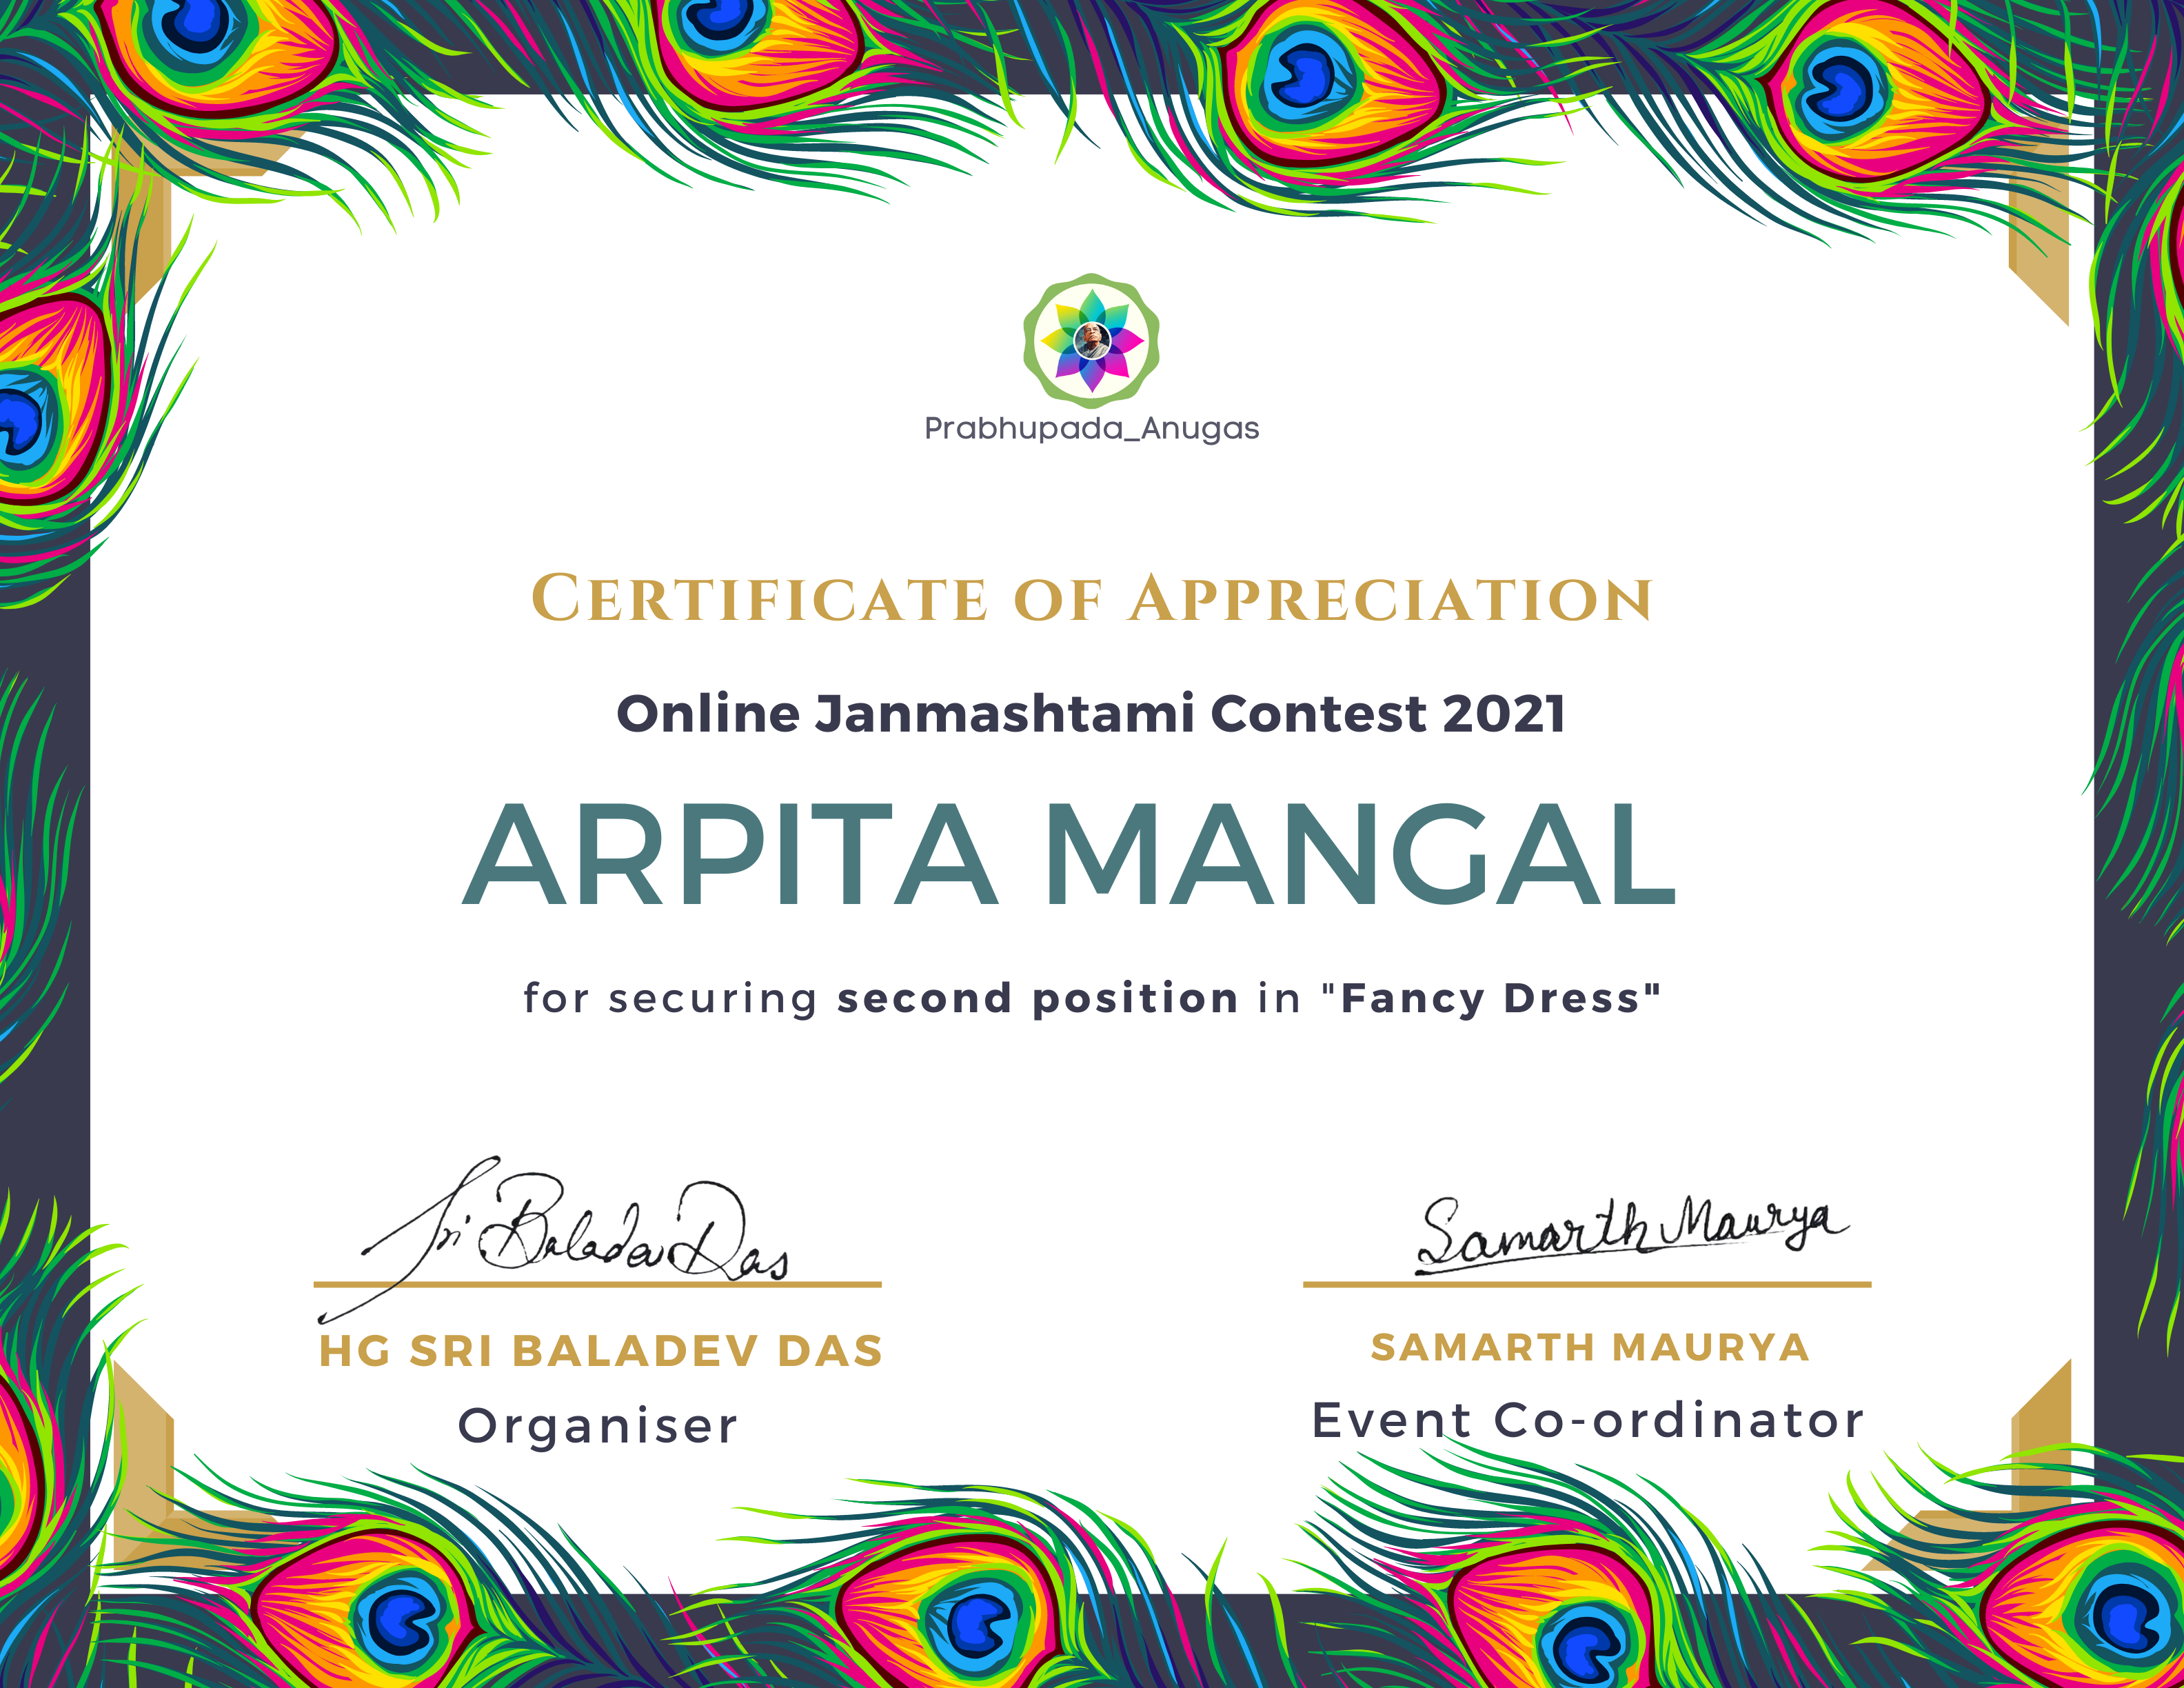 Prabhupada_Anugas
Certificate of Appreciation
Online Janmashtami Contest 2021
ARPITA MANGAL
for securing second position in "Fancy Dress"
Sri Baladev Das
Samarth Maurya
HG SRI BALADEV DAS
SAMARTH MAURYA
Organiser
Event Co-ordinator